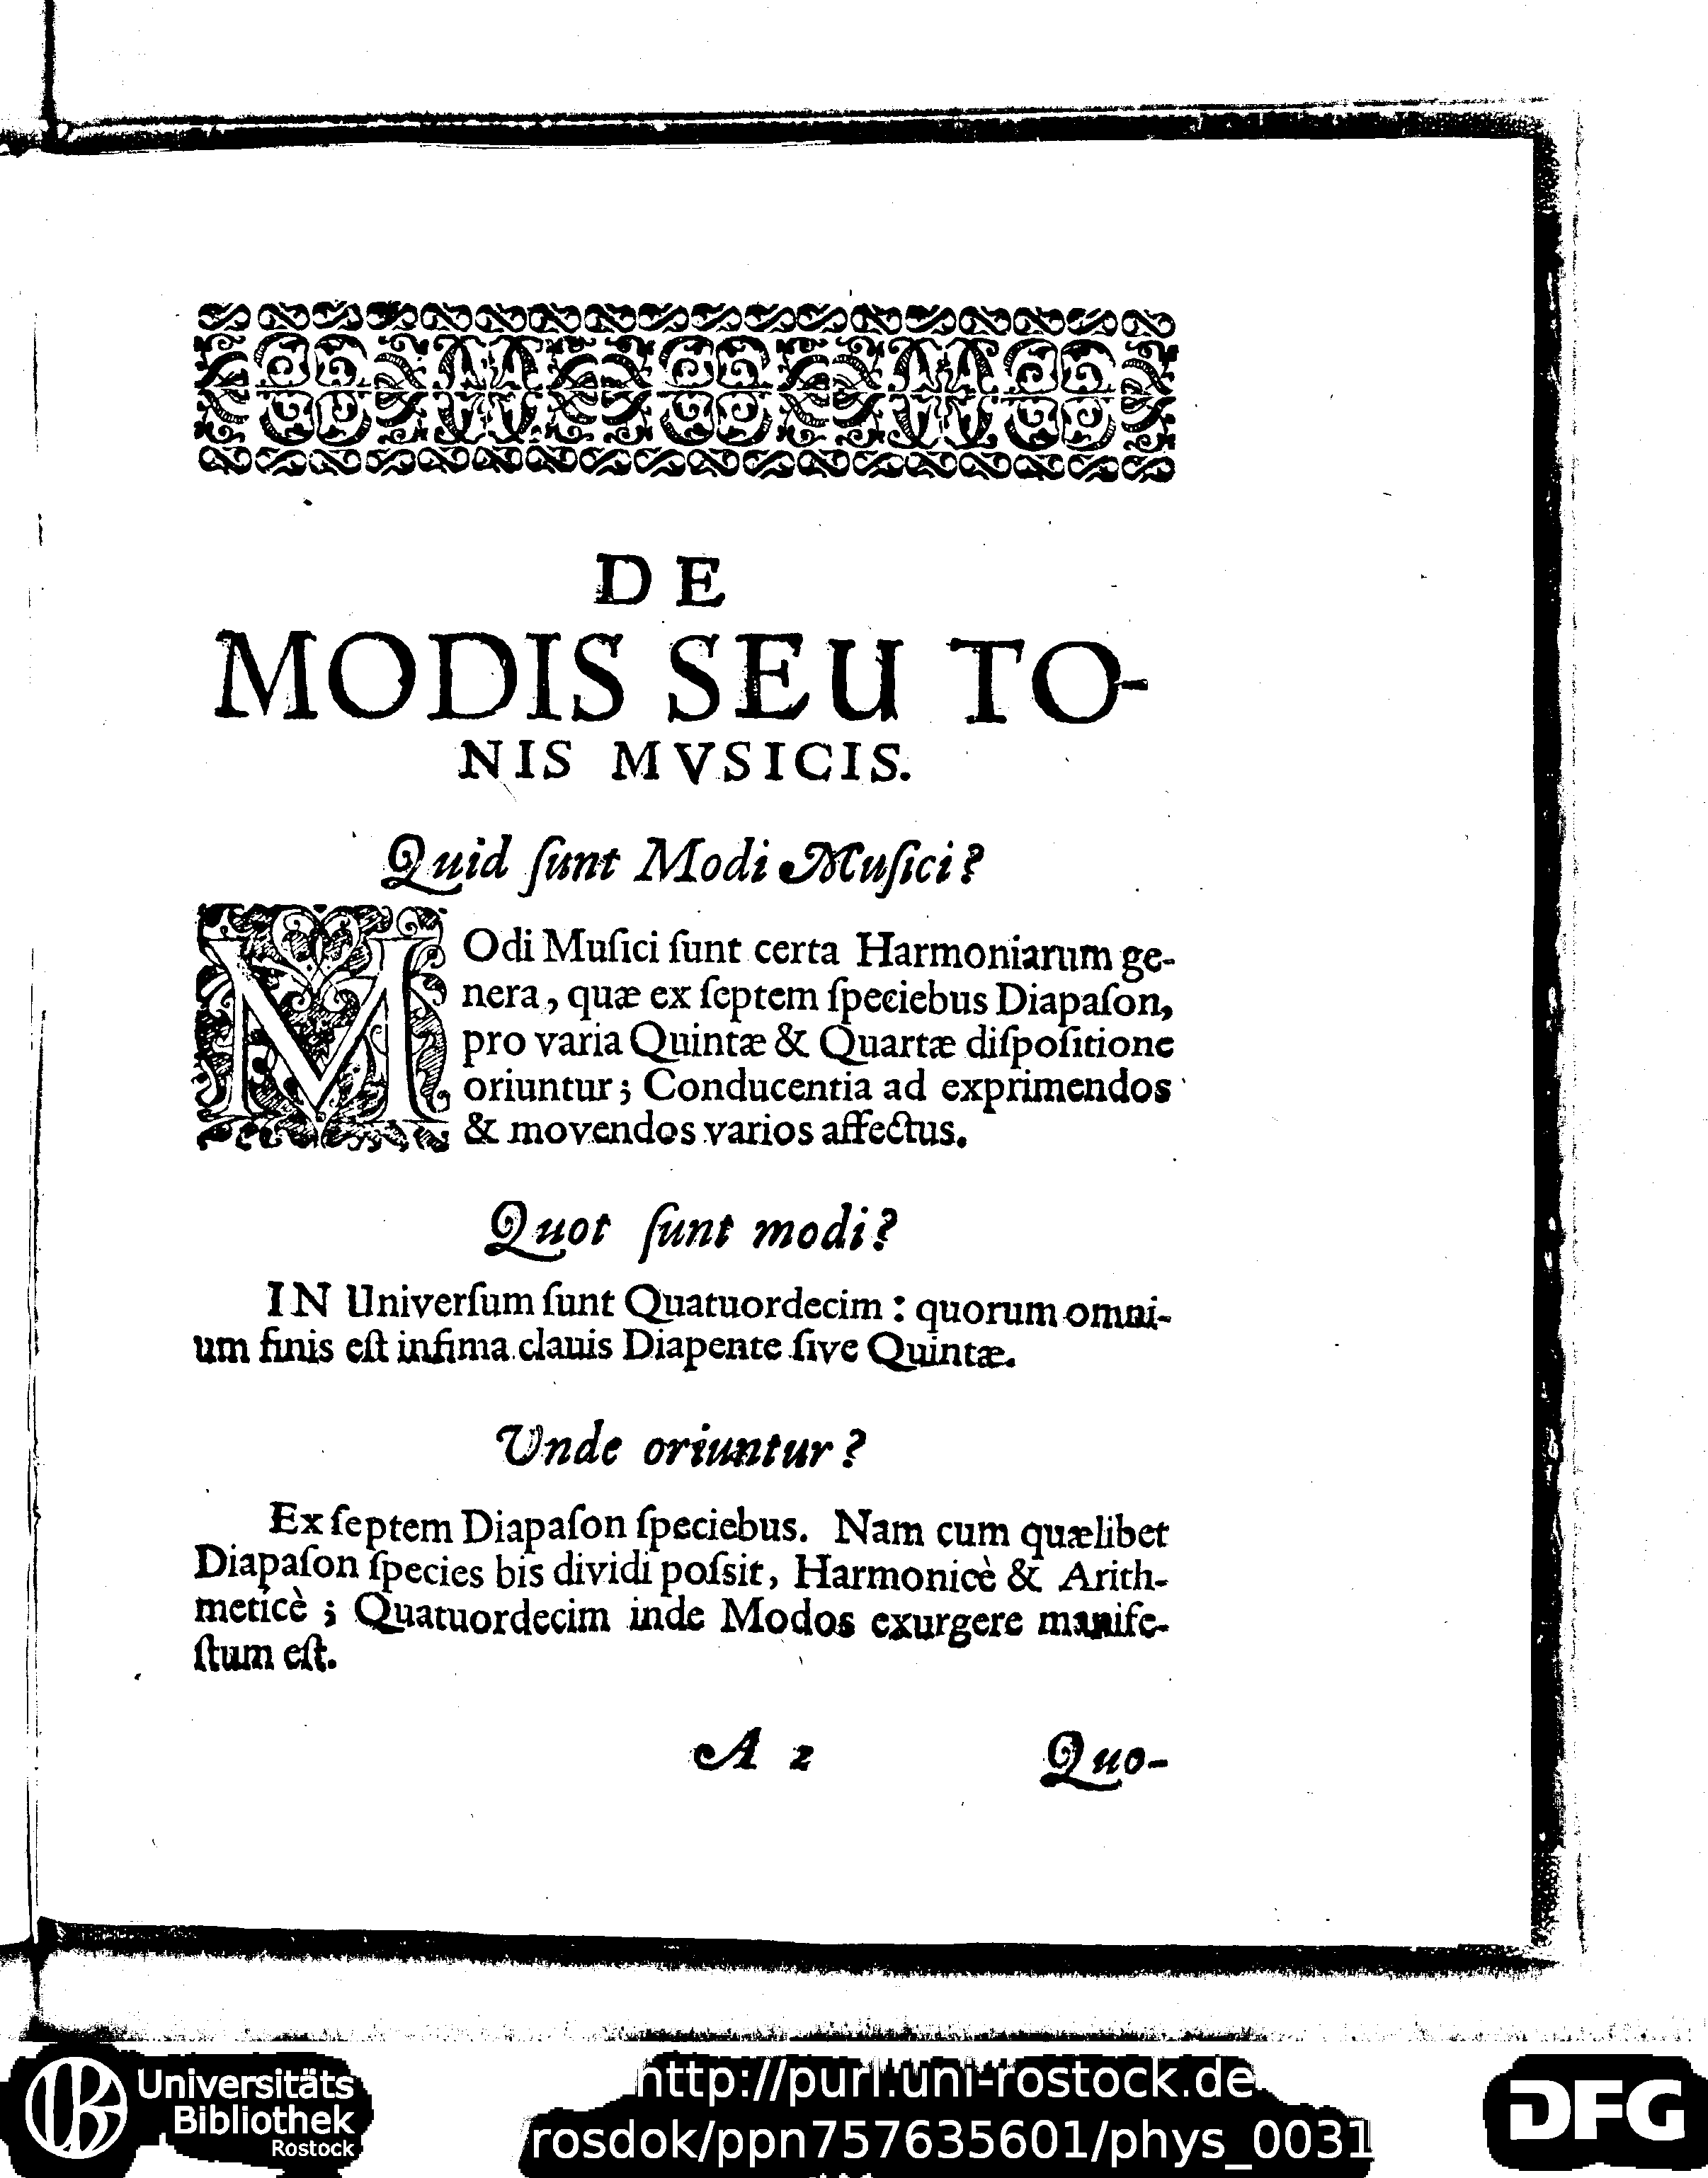 DE
MODIS SEU TO-
NIS MVSICIS.
Quid ſunt Modi Muſici?
MOdi Muſici ſunt certa Harmoniarum ge-
nera, quæ ex ſeptem ſpeciebus Diapaſon,
pro varia Quintæ & Quartæ diſpoſitione
oriuntur; Conducentia ad exprimendos
& movendos varios affectus.
Quot ſunt modi?
IN Univerſum ſunt Quatuordecim: quorum omni-
um finis eſt infima clauis Diapente ſive Quintæ.
Unde oriuntur?
Ex ſeptem Diapaſon ſpeciebus. Nam cum quælibet
Diapaſon ſpecies bis dividi poſsit, Harmonicè & Arith-
meticè; Quatuordecim inde Modos exurgere manife-
ſtum eſt.
A 2 Quo-
Universitäts
Bibliothek
Rostock
http://purl.uni-rostock.de
rosdok/ppn757635601/phys_0031
DFG